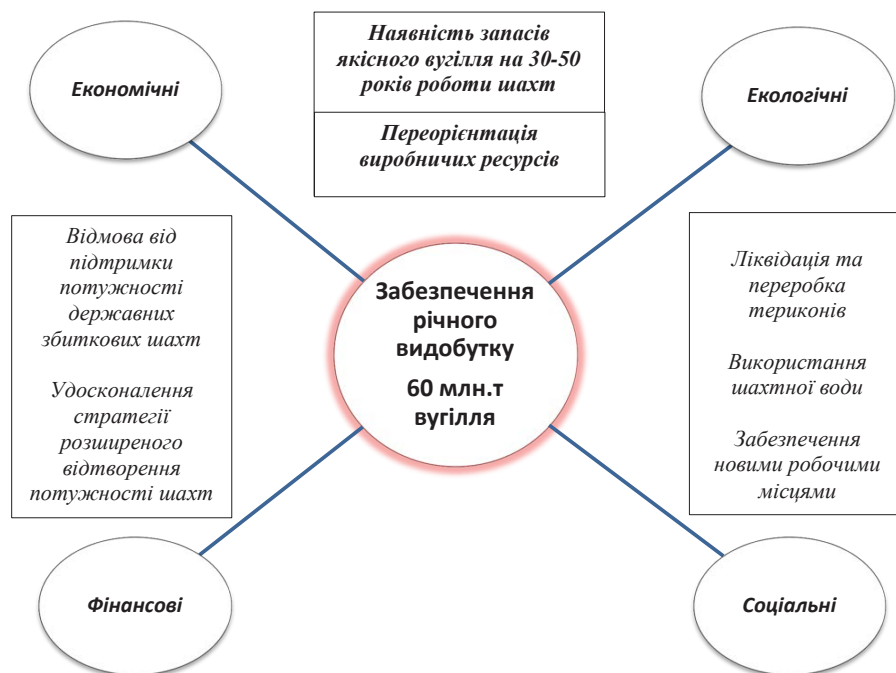 Економічні
Наявність запасів
якісного вугілля на 30-50
років роботи шахт
Переорієнтація
виробничих ресурсів
Екологічні
Відмова від
підтримки
потужності
державних
збиткових шахт
Удосконалення
стратегії
розширеного
відтворення
потужності шахт
Забезпечення
річного
видобутку
60 млн.т
вугілля
Ліквідація та
переробка
териконів
Використання
шахтної води
Забезпечення
новими робочими
місцями
Фінансові
Соціальні